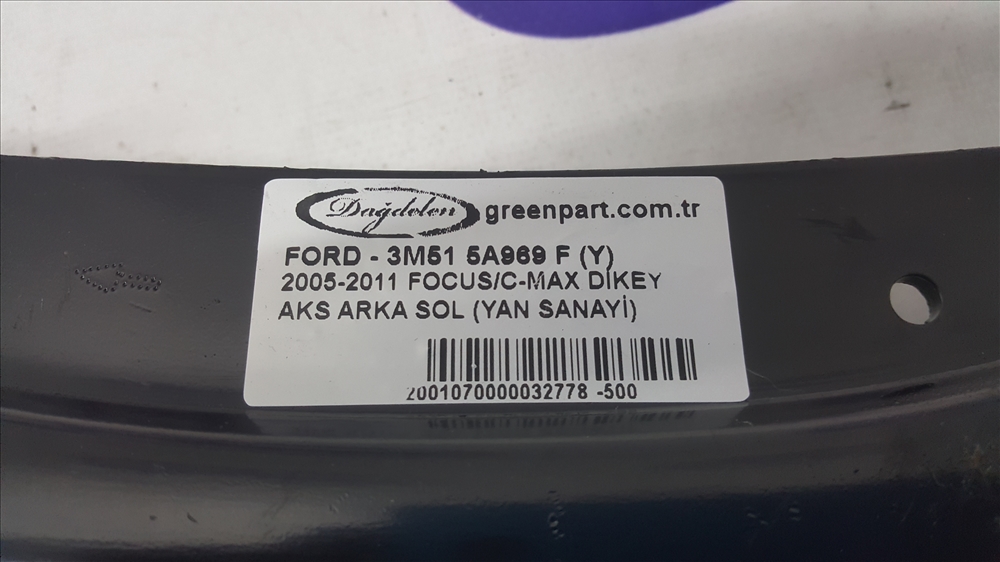 Dağdelen greenpart.com.tr
FORD - 3M51 5A969 F (Y)
2005-2011 FOCUS/C-MAX DİKEY
AKS ARKA SOL (YAN SANAYİ)
2001070000032778 -500